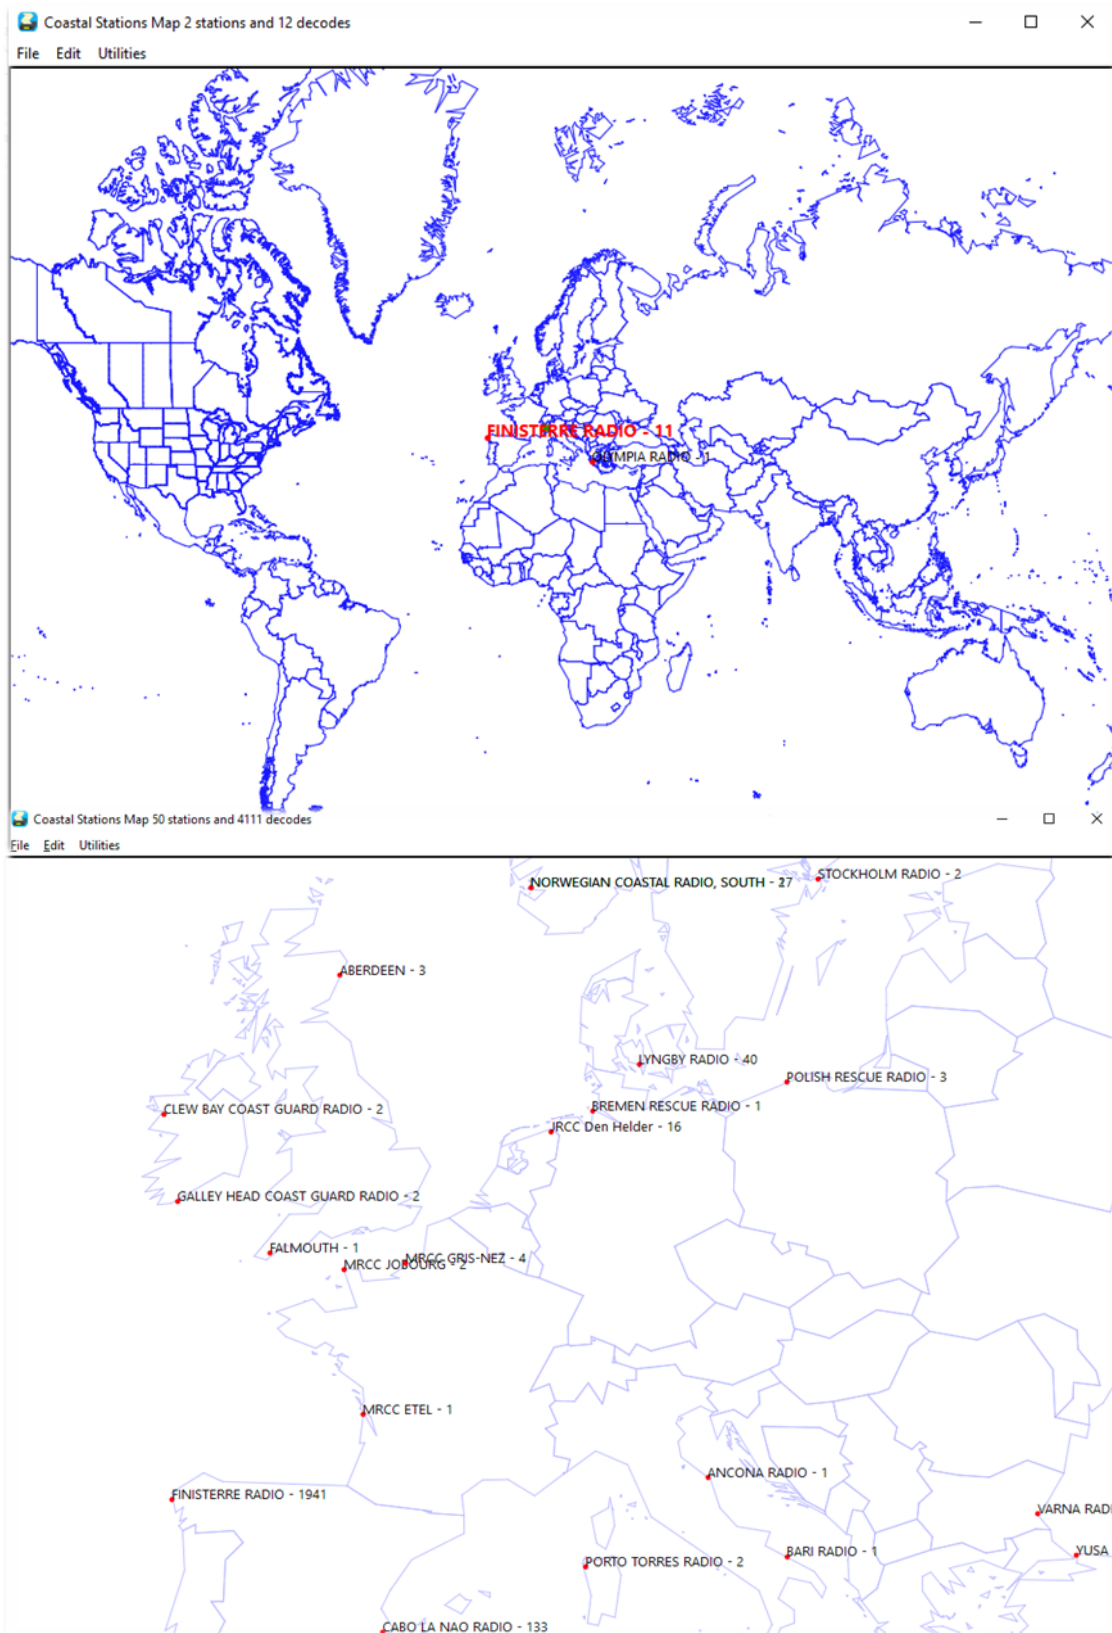 Coastal Stations Map 2 stations and 12 decodes
File Edit Utilities
FINISTERRE RADIO - 11
OLYMPIA RADIO - 1
Coastal Stations Map 50 stations and 4111 decodes
File Edit Utilities
STOCKHOLM RADIO - 2
NORWEGIAN COASTAL RADIO, SOUTH - 27
ABERDEEN - 3
LYNGBY RADIO - 40
POLISH RESCUE RADIO - 3
CLEW BAY COAST GUARD RADIO - 2
BREMEN RESCUE RADIO - 1
JRCC Den Helder - 16
GALLEY HEAD COAST GUARD RADIO - 2
FALMOUTH - 1
MRCC GRIS-NEZ - 4
MRCC JOBOURG - 2
MRCC ETEL - 1
ANCONA RADIO - 1
FINISTERRE RADIO - 1941
VARNA RADI
BARI RADIO - 1
YUSA
PORTO TORRES RADIO - 2
CABO LA NAO RADIO - 133